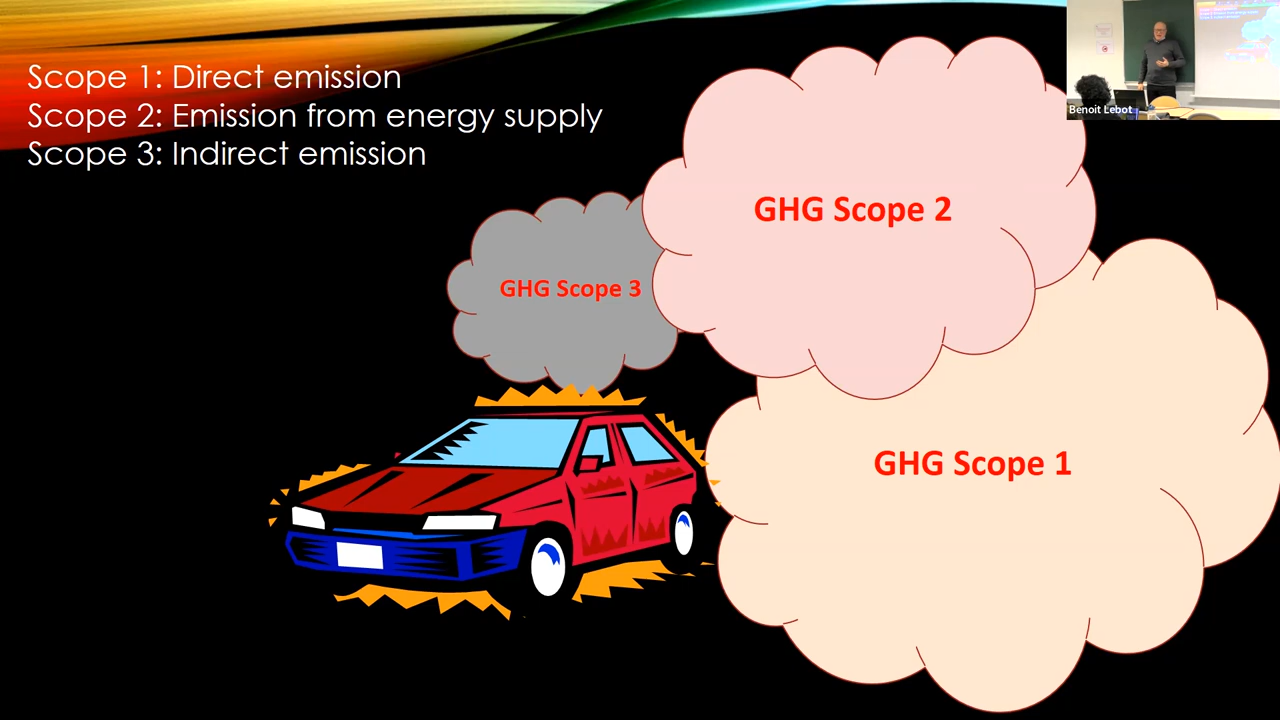 Scope 1: Direct emission
Scope 2: Emission from energy supply
Scope 3: Indirect emission
Benoit Lebot
GHG Scope 2
GHG Scope 3
GHG Scope 1